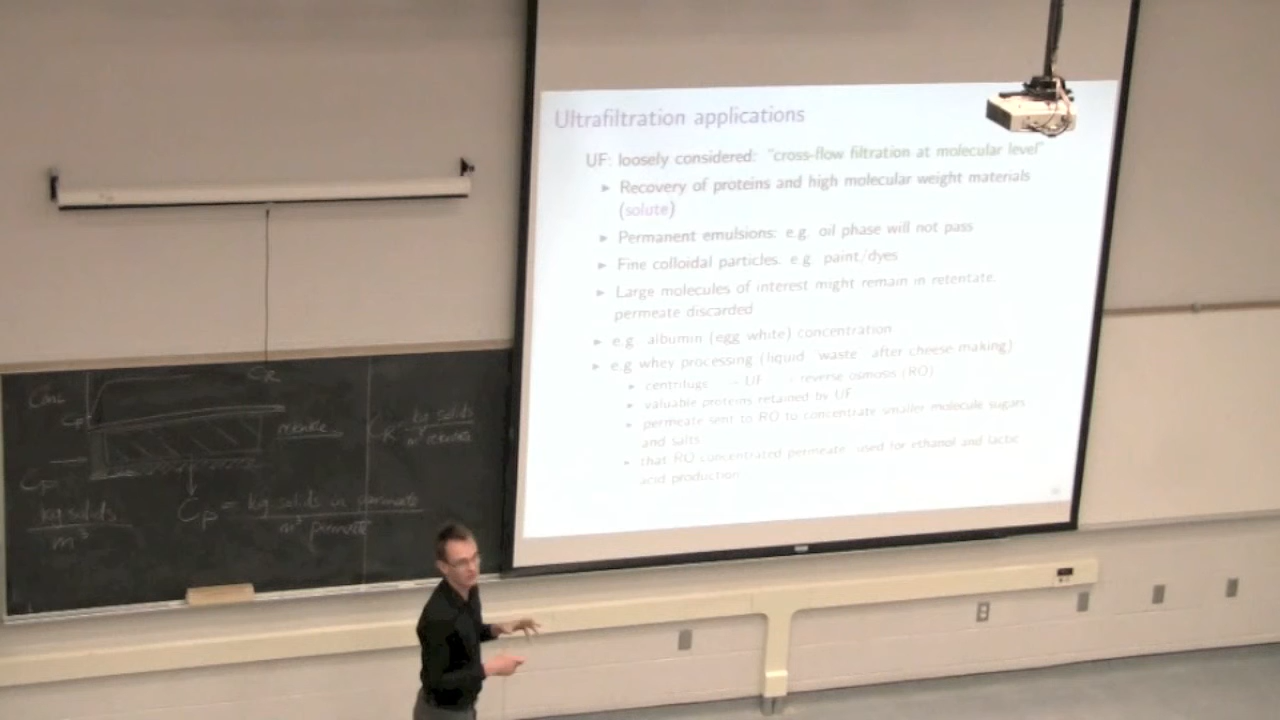 Ultrafiltration applications
UF: loosely considered: "cross-flow filtration at molecular level"
Recovery of proteins and high molecular weight materials
(solute)
Permanent emulsions: e.g. oil phase will not pass
Fine colloidal particles: e.g. paint/dyes
Large molecules of interest might remain in retentate,
permeate discarded
e.g. albumin (egg white) concentration
e.g. whey processing (liquid waste after cheese making)
centrifuge UF reverse osmosis (RO)
valuable proteins retained by UF
permeate sent to RO to concentrate smaller molecule sugars
and salts
that RO concentrated permeate: used for ethanol and lactic
acid production
Conc
CR
CP
kg solids
m³
CP = kg solids in permeate
m³ permeate
kg solids